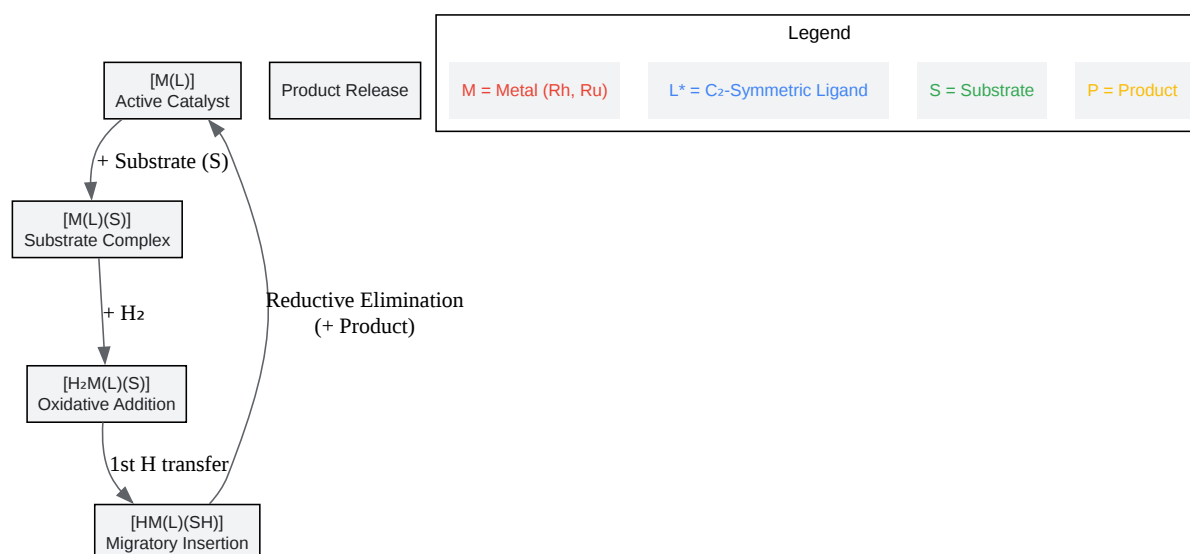 Legend
[M(L)]
Active Catalyst
Product Release
M = Metal (Rh, Ru)
L* = C₂-Symmetric Ligand
S = Substrate
P = Product
+ Substrate (S)
[M(L)(S)]
Substrate Complex
+ H₂
Reductive Elimination
(+ Product)
[H₂M(L)(S)]
Oxidative Addition
1st H transfer
[HM(L)(SH)]
Migratory Insertion